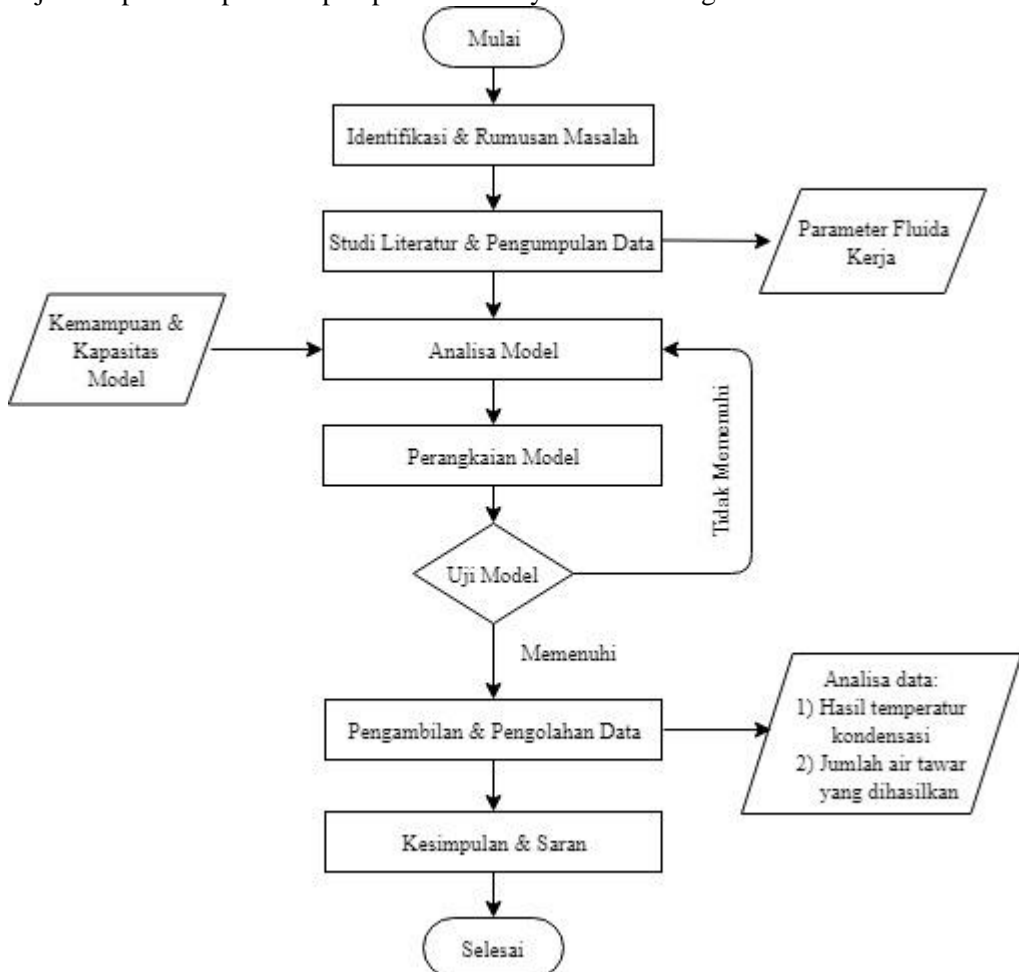 Mulai
Identifikasi & Rumusan Masalah
Studi Literatur & Pengumpulan Data
Parameter Fluida
Kerja
Kemampuan &
Kapasitas
Model
Analisa Model
Perangkaian Model
Tidak Memenuhi
Uji Model
Memenuhi
Pengambilan & Pengolahan Data
Analisa data:
1) Hasil temperatur
kondensasi
2) Jumlah air tawar
yang dihasilkan
Kesimpulan & Saran
Selesai